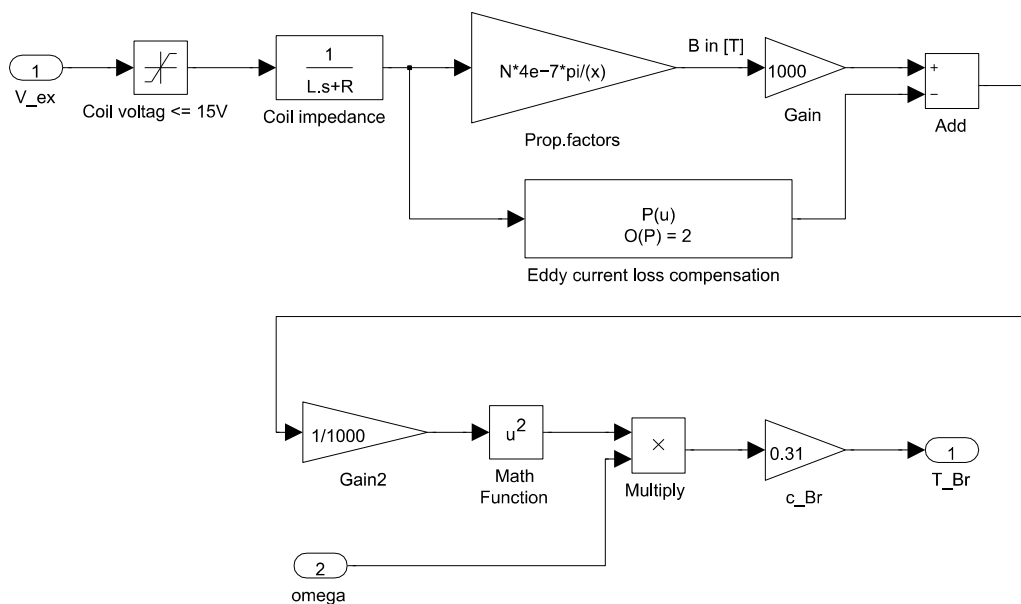 1
V_ex
Coil voltag <= 15V
1
L.s+R
Coil impedance
N*4e−7*pi/(x)
Prop.factors
B in [T]
1000
Gain
+
−
Add
P(u)
O(P) = 2
Eddy current loss compensation
1/1000
Gain2
u2
Math
Function
×
Multiply
0.31
c_Br
1
T_Br
2
omega